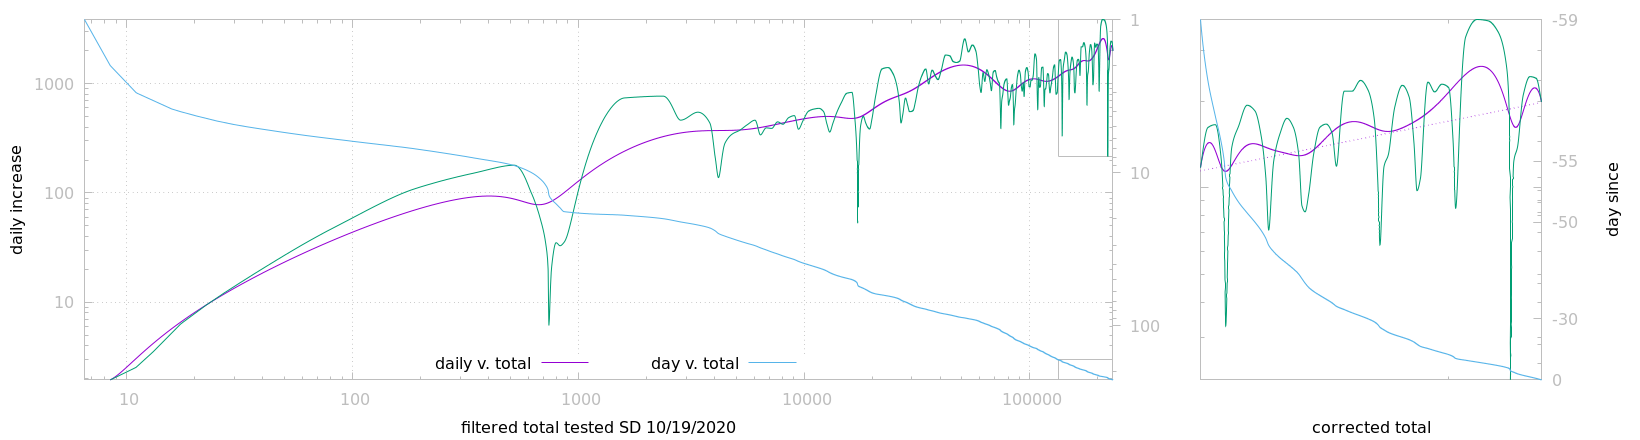 daily increase
1000
100
10
10
100
1000
10000
100000
filtered total tested SD 10/19/2020
daily v. total
day v. total
1
10
100
-59
-55
-50
-30
0
day since
corrected total